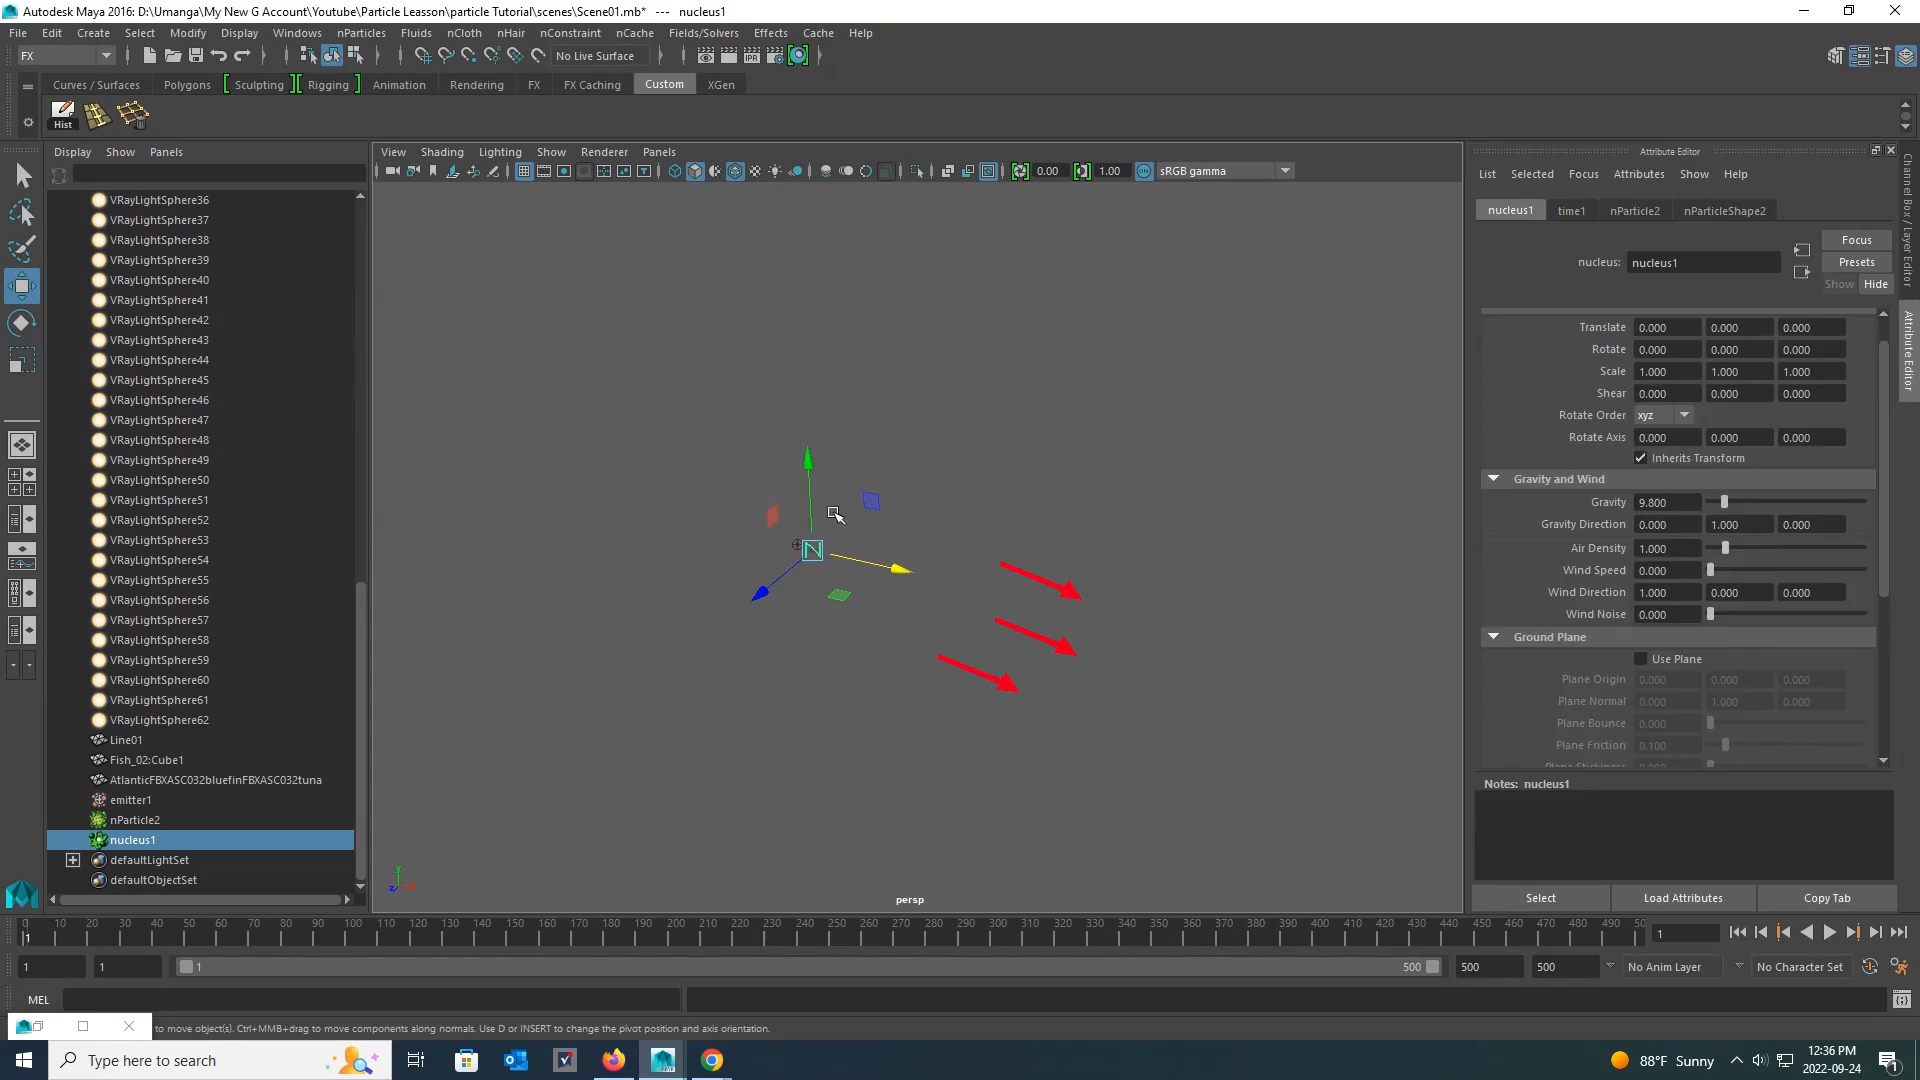 Autodesk Maya 2016: D:\Umanga\My New G Account\Youtube\Particle Leasson\particle Tutorial\scenes\Scene01.mb*   ---   nucleus1
File Edit Create Select Modify Display Windows nParticles Fluids nCloth nHair nConstraint nCache Fields/Solvers Effects Cache Help
FX No Live Surface IPR
Curves / Surfaces Polygons Sculpting Rigging Animation Rendering FX FX Caching Custom XGen
Hist
Display Show Panels
VRayLightSphere36
VRayLightSphere37
VRayLightSphere38
VRayLightSphere39
VRayLightSphere40
VRayLightSphere41
VRayLightSphere42
VRayLightSphere43
VRayLightSphere44
VRayLightSphere45
VRayLightSphere46
VRayLightSphere47
VRayLightSphere48
VRayLightSphere49
VRayLightSphere50
VRayLightSphere51
VRayLightSphere52
VRayLightSphere53
VRayLightSphere54
VRayLightSphere55
VRayLightSphere56
VRayLightSphere57
VRayLightSphere58
VRayLightSphere59
VRayLightSphere60
VRayLightSphere61
VRayLightSphere62
Line01
Fish_02:Cube1
AtlanticFBXASC032bluefinFBXASC032tuna
emitter1
nParticle2
nucleus1
defaultLightSet
defaultObjectSet
View Shading Lighting Show Renderer Panels
0.00 1.00 ON sRGB gamma
N
y
z
persp
Attribute Editor
List Selected Focus Attributes Show Help
nucleus1 time1 nParticle2 nParticleShape2
Focus
nucleus: nucleus1 Presets
Show Hide
Translate 0.000 0.000 0.000
Rotate 0.000 0.000 0.000
Scale 1.000 1.000 1.000
Shear 0.000 0.000 0.000
Rotate Order xyz
Rotate Axis 0.000 0.000 0.000
Inherits Transform
Gravity and Wind
Gravity 9.800
Gravity Direction 0.000 1.000 0.000
Air Density 1.000
Wind Speed 0.000
Wind Direction 1.000 0.000 0.000
Wind Noise 0.000
Ground Plane
Use Plane
Plane Origin 0.000 0.000 0.000
Plane Normal 0.000 1.000 0.000
Plane Bounce 0.000
Plane Friction 0.100
Plane Stickiness 0.000
Notes: nucleus1
Select Load Attributes Copy Tab
Channel Box / Layer Editor
Attribute Editor
0 10 20 30 40 50 60 70 80 90 100 110 120 130 140 150 160 170 180 190 200 210 220 230 240 250 260 270 280 290 300 310 320 330 340 350 360 370 380 390 400 410 420 430 440 450 460 470 480 490 50
1 1
1 1 1 500 500 500 No Anim Layer No Character Set
MEL
to move object(s). Ctrl+MMB+drag to move components along normals. Use D or INSERT to change the pivot position and axis orientation.
Type here to search
88°F Sunny
12:36 PM
2022-09-24
1